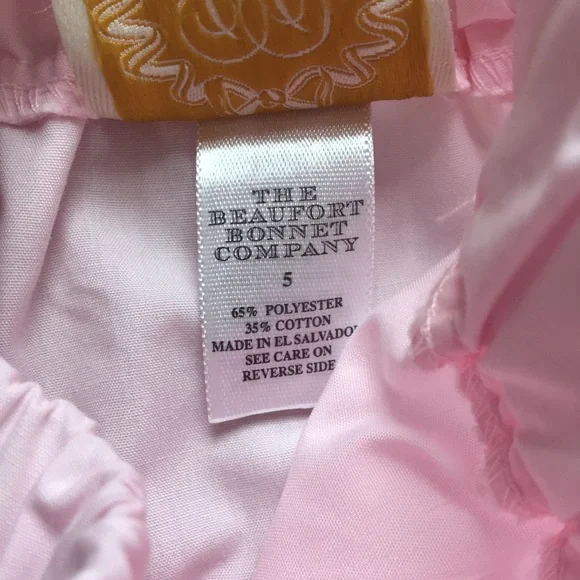 THE
BEAUFORT
BONNET
COMPANY
5
65% POLYESTER
35% COTTON
MADE IN EL SALVADOR
SEE CARE ON
REVERSE SIDE